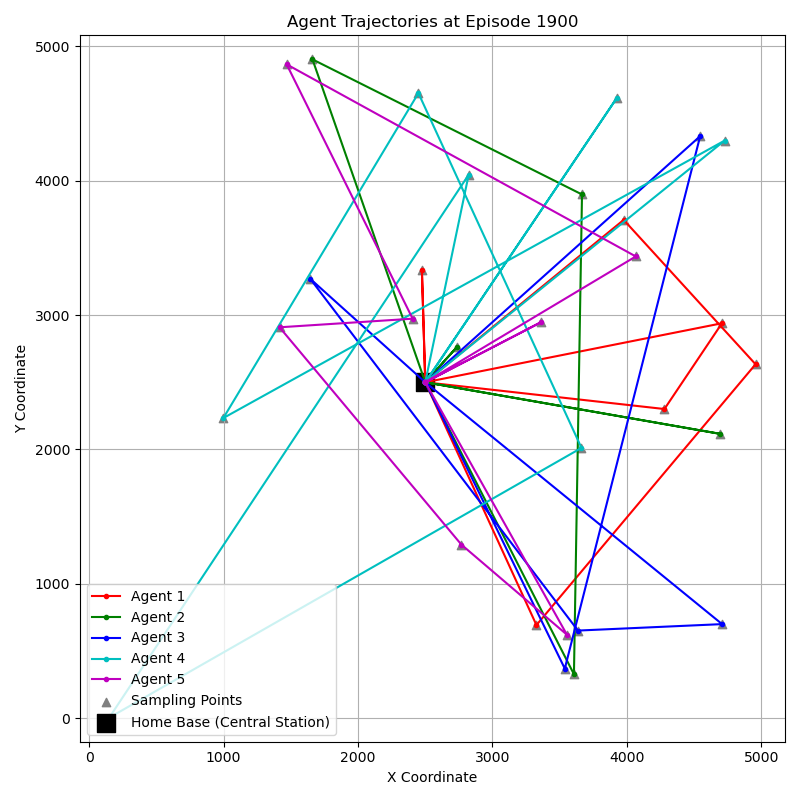 Agent Trajectories at Episode 1900
Y Coordinate
5000
4000
3000
2000
1000
0
Agent 1
Agent 2
Agent 3
Agent 4
Agent 5
Sampling Points
Home Base (Central Station)
0 1000 2000 3000 4000 5000
X Coordinate